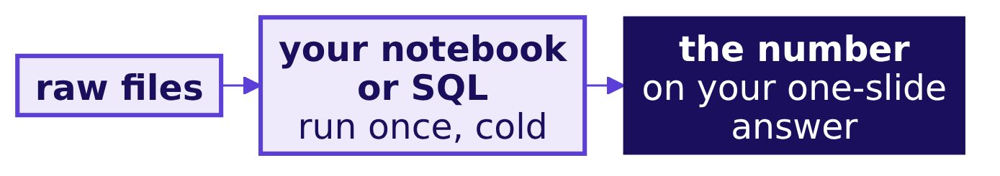 raw files
your notebook
or SQL
run once, cold
the number
on your one-slide
answer